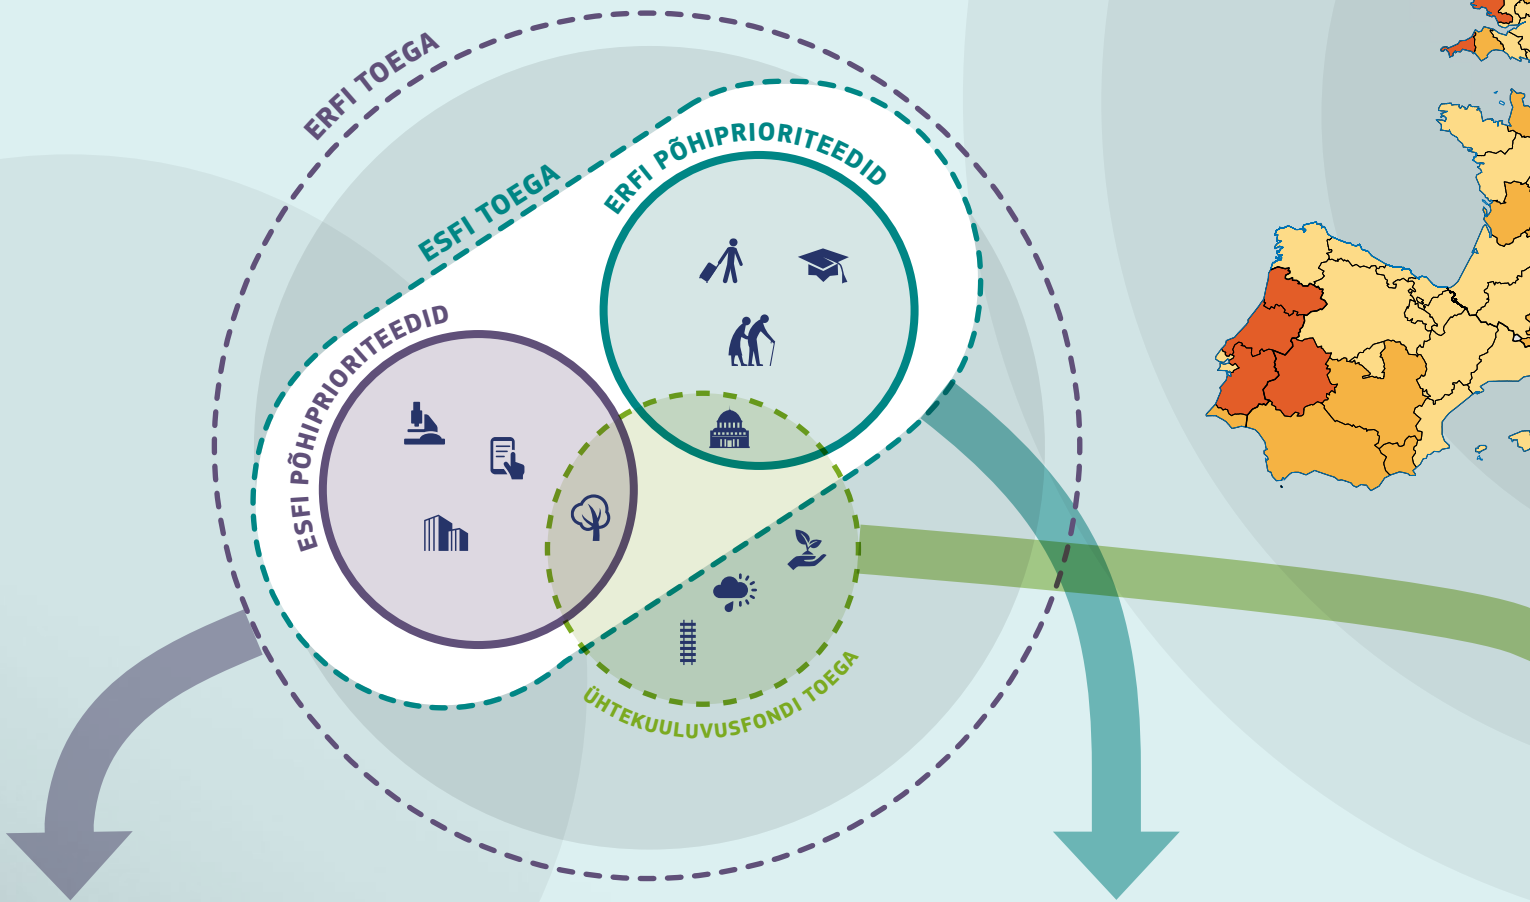 ERFI TOEGA
ESFI TOEGA
ERFI PÕHIPRIORITEEDID
ESFI PÕHIPRIORITEEDID
ÜHTEKUULUVUSFONDI TOEGA